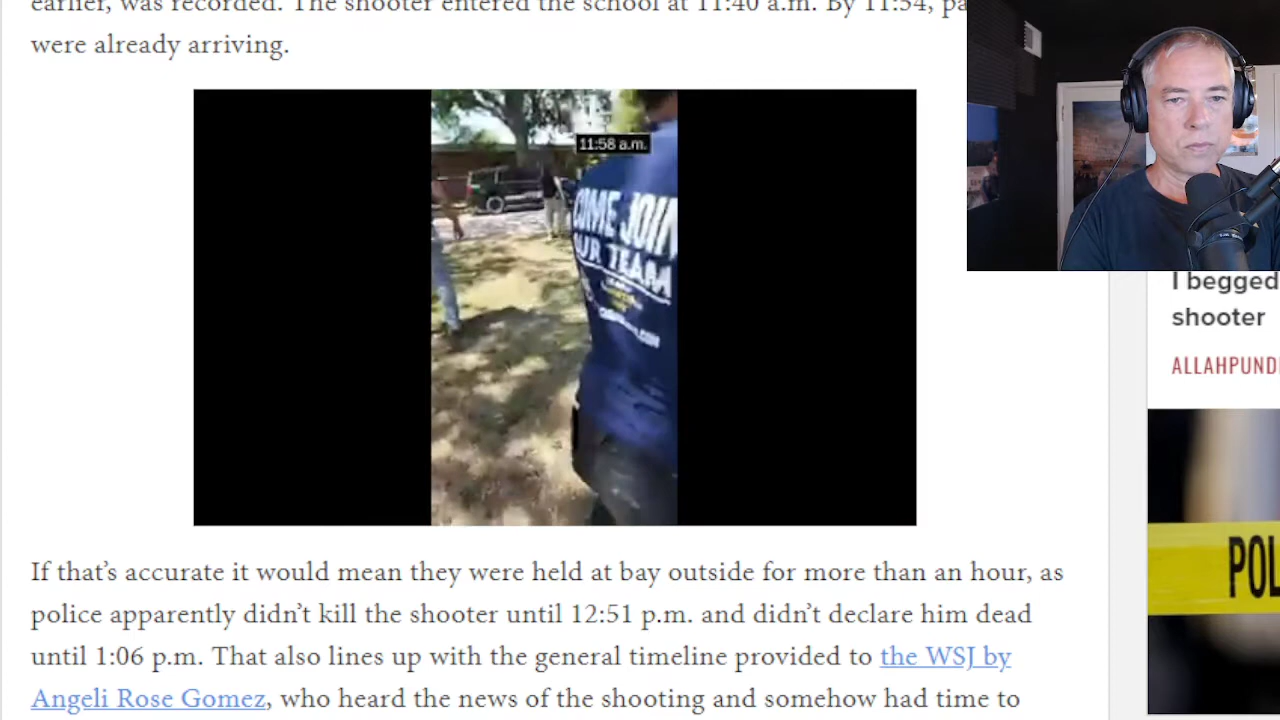 earlier, was recorded. The shooter entered the school at 11:40 a.m. By 11:54, pa
were already arriving.
11:58 a.m.
COME JOIN
OUR TEAM
If that’s accurate it would mean they were held at bay outside for more than an hour, as
police apparently didn’t kill the shooter until 12:51 p.m. and didn’t declare him dead
until 1:06 p.m. That also lines up with the general timeline provided to the WSJ by
Angeli Rose Gomez, who heard the news of the shooting and somehow had time to
I begged
shooter
ALLAHPUND
POL